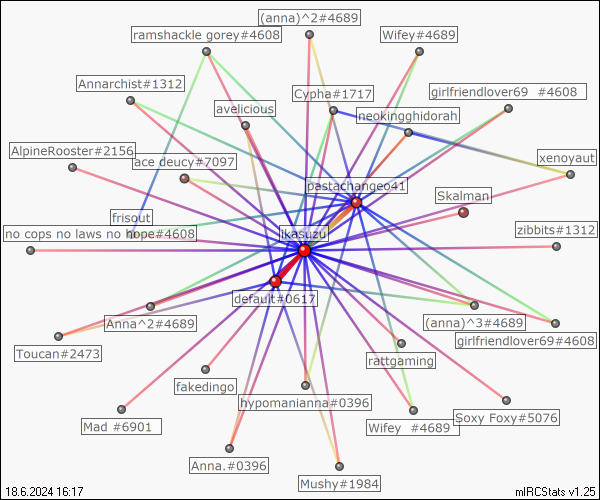 (anna)^2#4689
ramshackle gorey#4608
Wifey#4689
Annarchist#1312
Cypha#1717
girlfriendlover69   #4608
avelicious
neokingghidorah
AlpineRooster#2156
ace deucy#7097
xenoyaut
pastachangeo41
Skalman
frisout
no cops no laws no hope#4608
ikasuzu
zibbits#1312
default#0617
Anna^2#4689
(anna)^3#4689
Toucan#2473
girlfriendlover69#4608
rattgaming
fakedingo
hypomanianna#0396
Mad #6901
Wifey   #4689
Soxy Foxy#5076
Anna.#0396
Mushy#1984
18.6.2024 16:17
mIRCStats v1.25